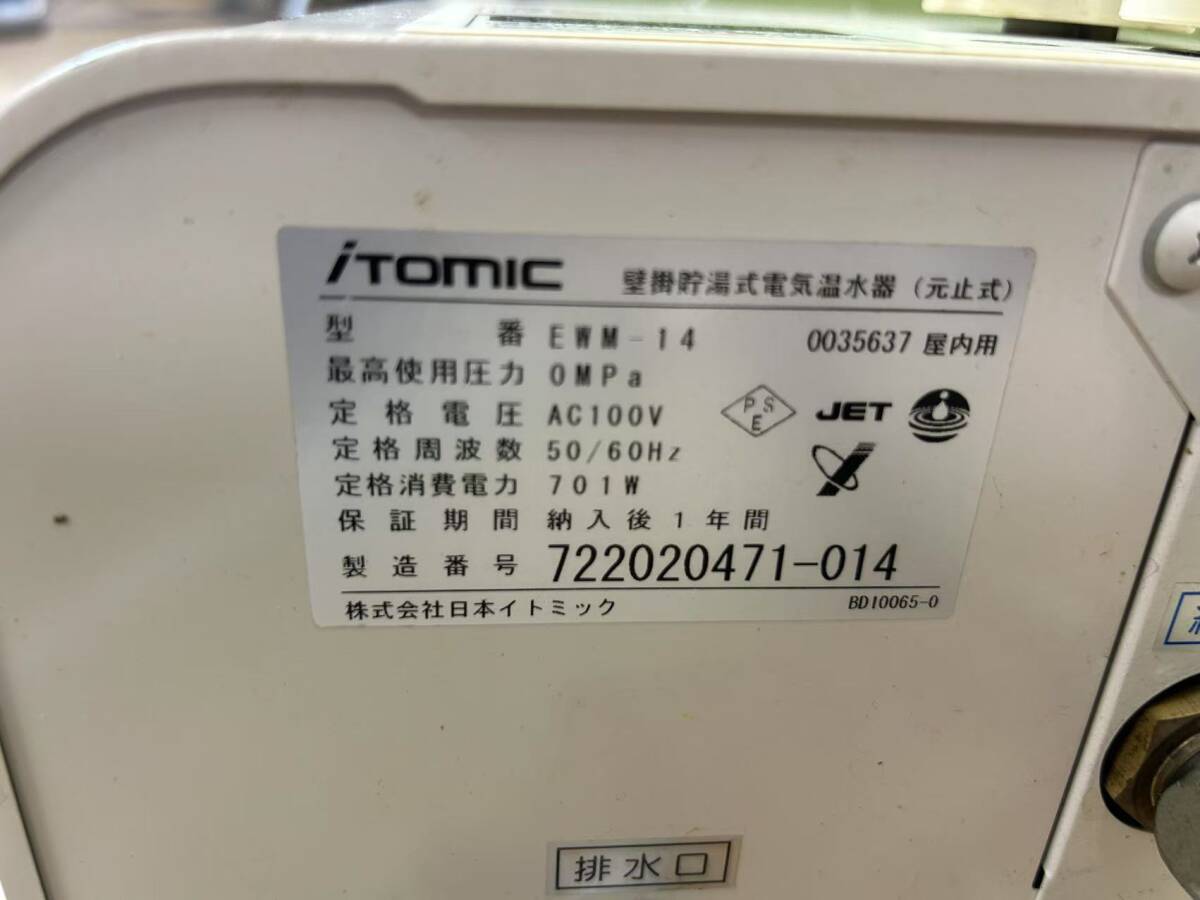 iTOMIC 壁掛貯湯式電気温水器 (元止式)
型番 EWM-14 0035637 屋内用
最高使用圧力 0MPa
定格電圧 AC100V
PSE JET
定格周波数 50/60Hz
定格消費電力 701W
保証期間 納入後1年間
製造番号 722020471-014
株式会社日本イトミック BD10065-0
排水口